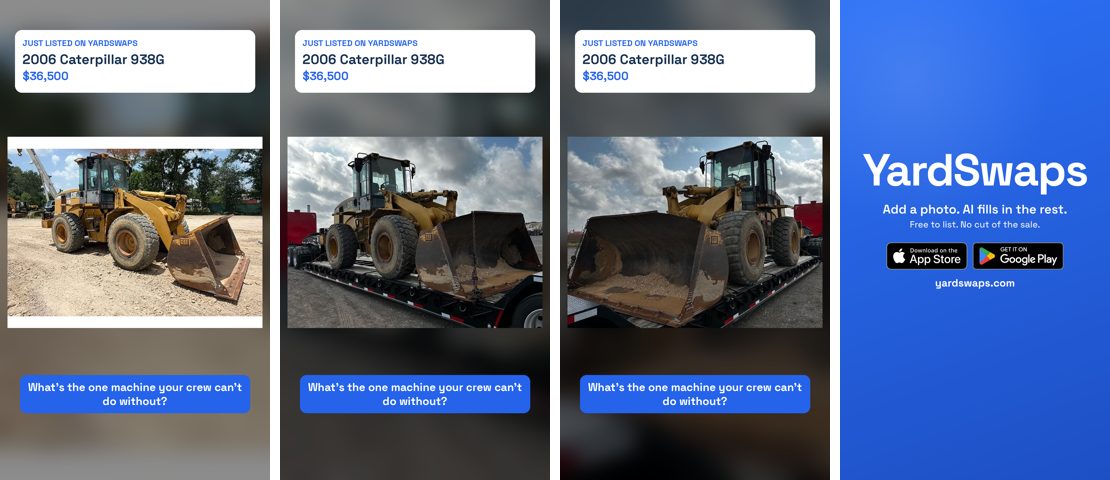 JUST LISTED ON YARDSWAPS
2006 Caterpillar 938G
$36,500
What's the one machine your crew can't
do without?
JUST LISTED ON YARDSWAPS
2006 Caterpillar 938G
$36,500
What's the one machine your crew can't
do without?
JUST LISTED ON YARDSWAPS
2006 Caterpillar 938G
$36,500
What's the one machine your crew can't
do without?
YardSwaps
Add a photo. AI fills in the rest.
Free to list. No cut of the sale.
Download on the
App Store
GET IT ON
Google Play
yardswaps.com